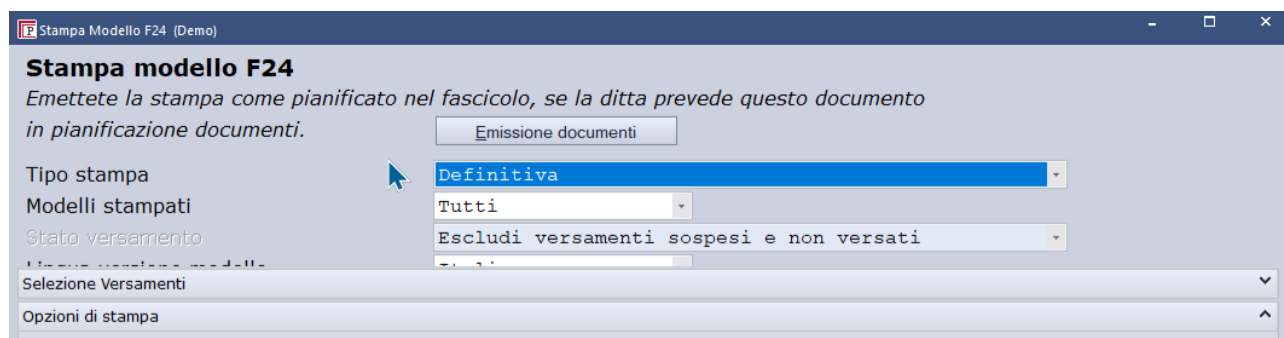 Stampa Modello F24 (Demo)
Stampa modello F24
Emettete la stampa come pianificato nel fascicolo, se la ditta prevede questo documento
in pianificazione documenti. Emissione documenti
Tipo stampa Definitiva
Modelli stampati Tutti
Stato versamento Escludi versamenti sospesi e non versati
Selezione Versamenti
Opzioni di stampa